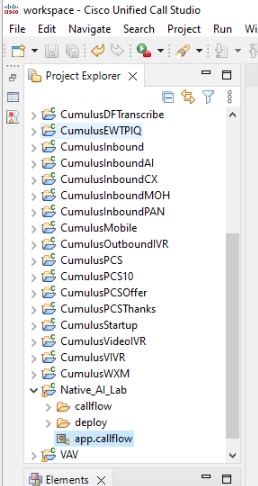 workspace - Cisco Unified Call Studio
File Edit Navigate Search Project Run Win
Project Explorer
CumulusDFTranscribe
CumulusEWTPIQ
CumulusInbound
CumulusInboundAI
CumulusInboundCX
CumulusInboundMOH
CumulusInboundPAN
CumulusMobile
CumulusOutboundIVR
CumulusPCS
CumulusPCS10
CumulusPCSOffer
CumulusPCSThanks
CumulusStartup
CumulusVideoIVR
CumulusVIVR
CumulusWXM
Native_AI_Lab
callflow
deploy
app.callflow
VAV
Elements